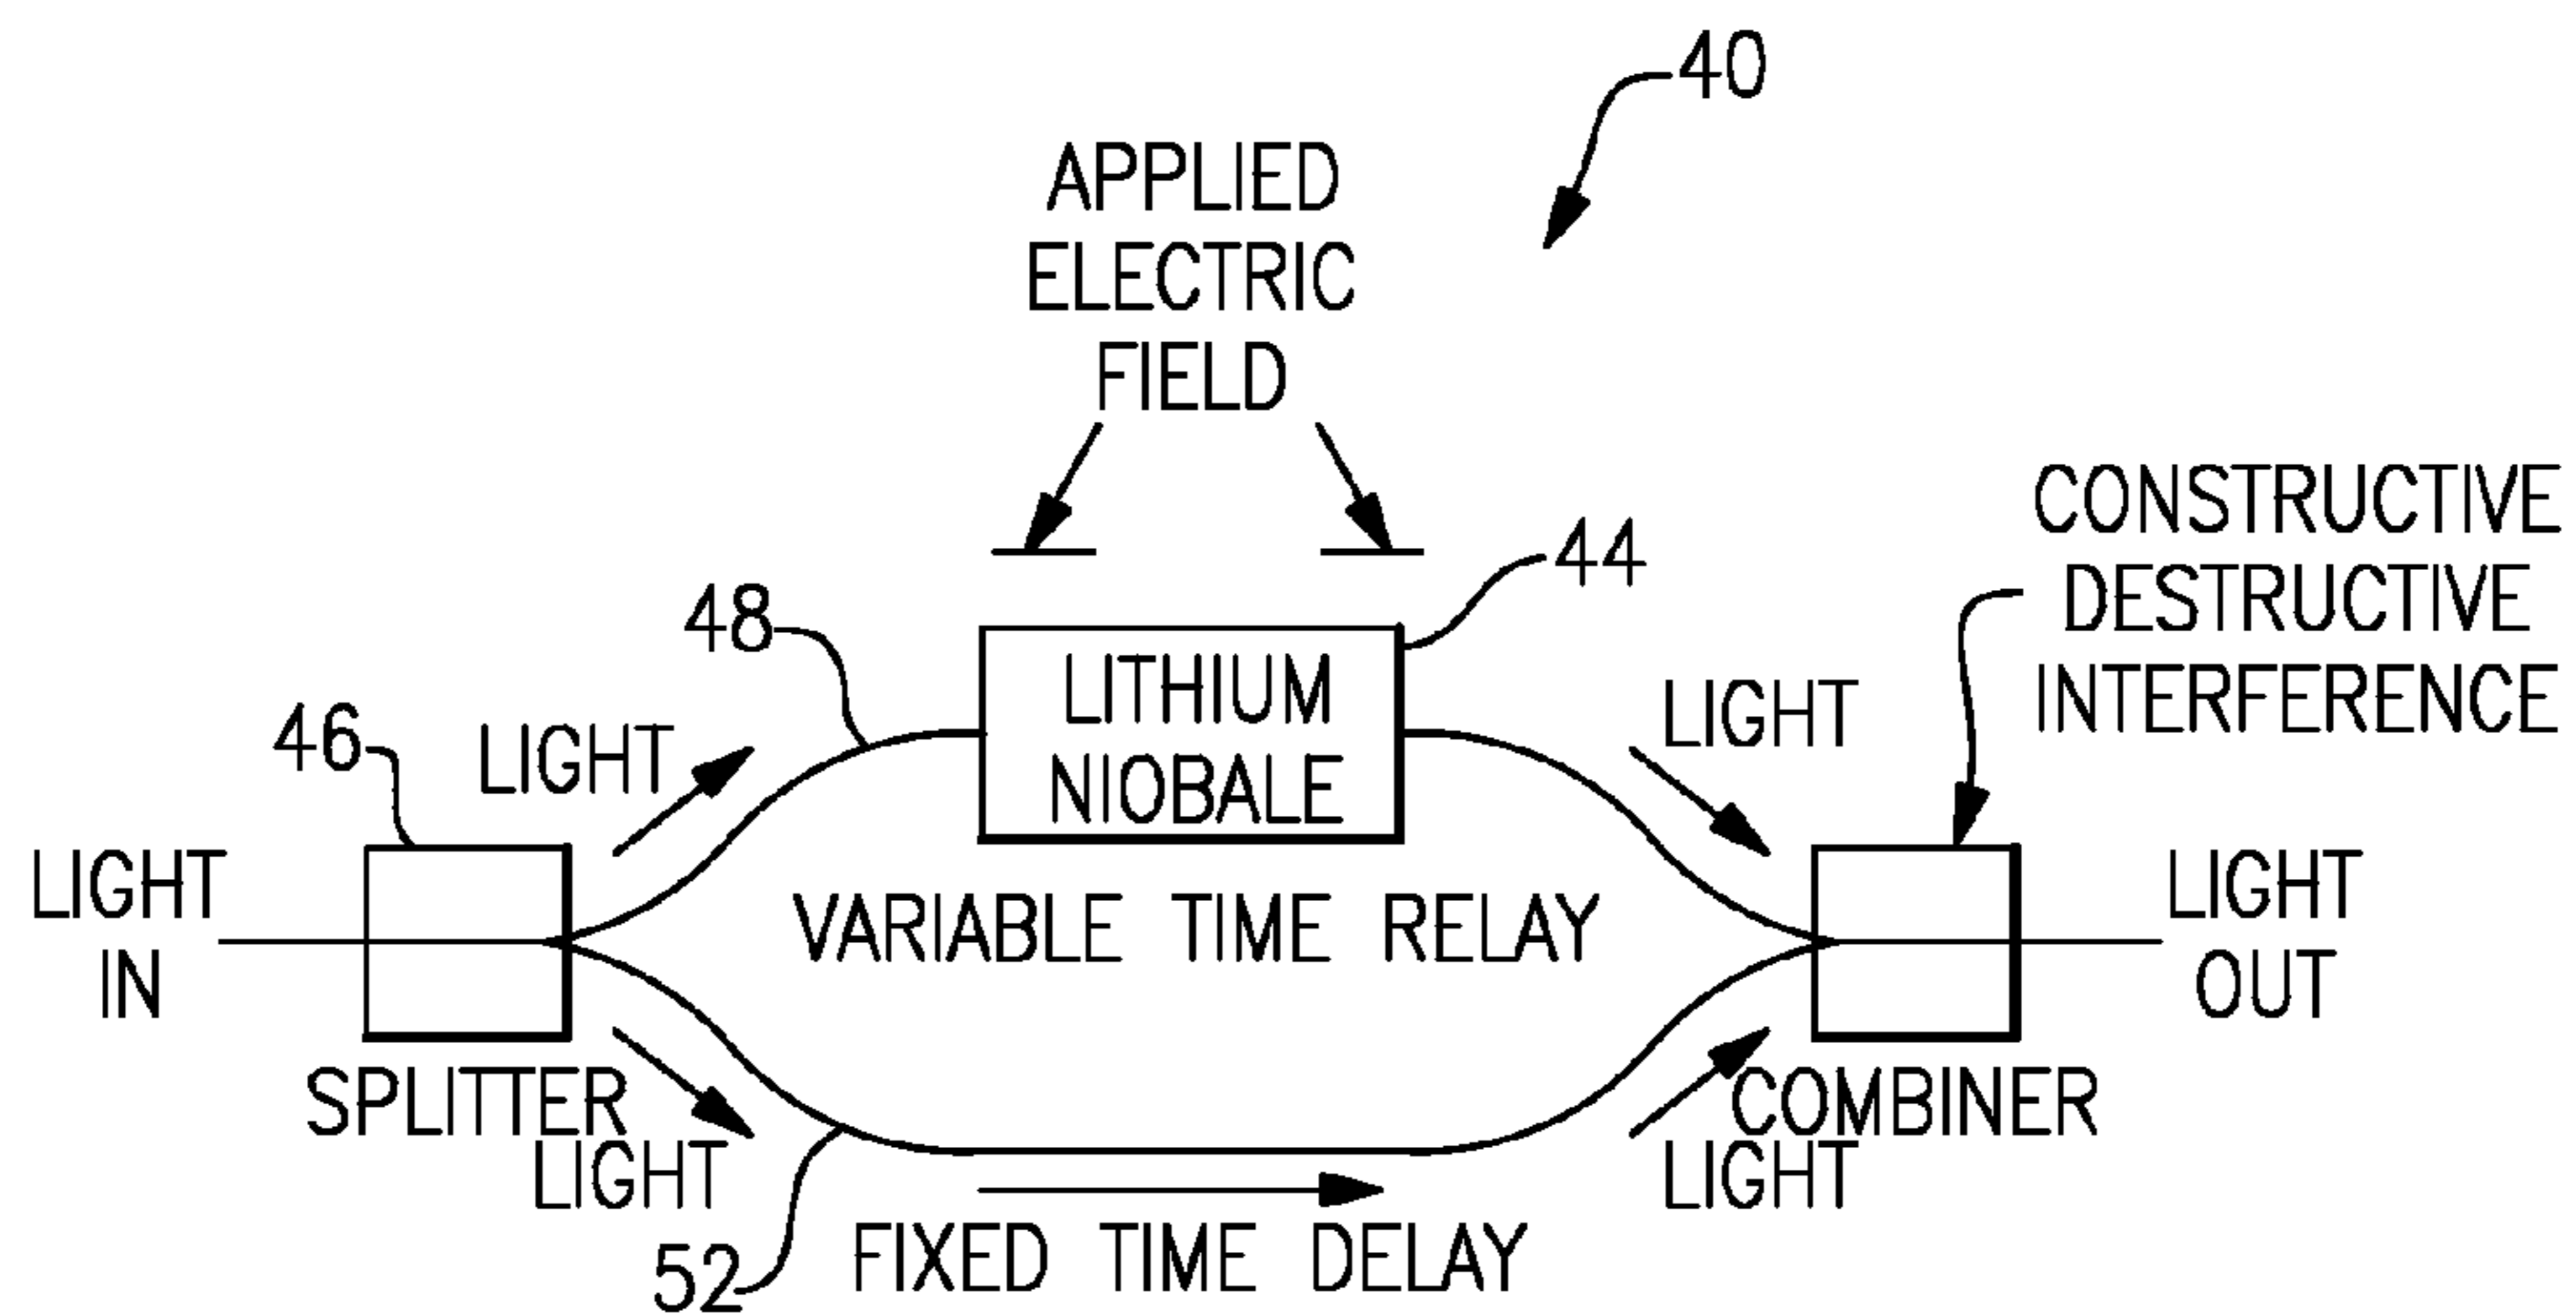 40
APPLIED
ELECTRIC
FIELD
44
CONSTRUCTIVE
DESTRUCTIVE
INTERFERENCE
48
LITHIUM
NIOBALE
46
LIGHT
LIGHT
LIGHT
IN
VARIABLE TIME RELAY
LIGHT
OUT
SPLITTER
COMBINER
LIGHT
LIGHT
52
FIXED TIME DELAY